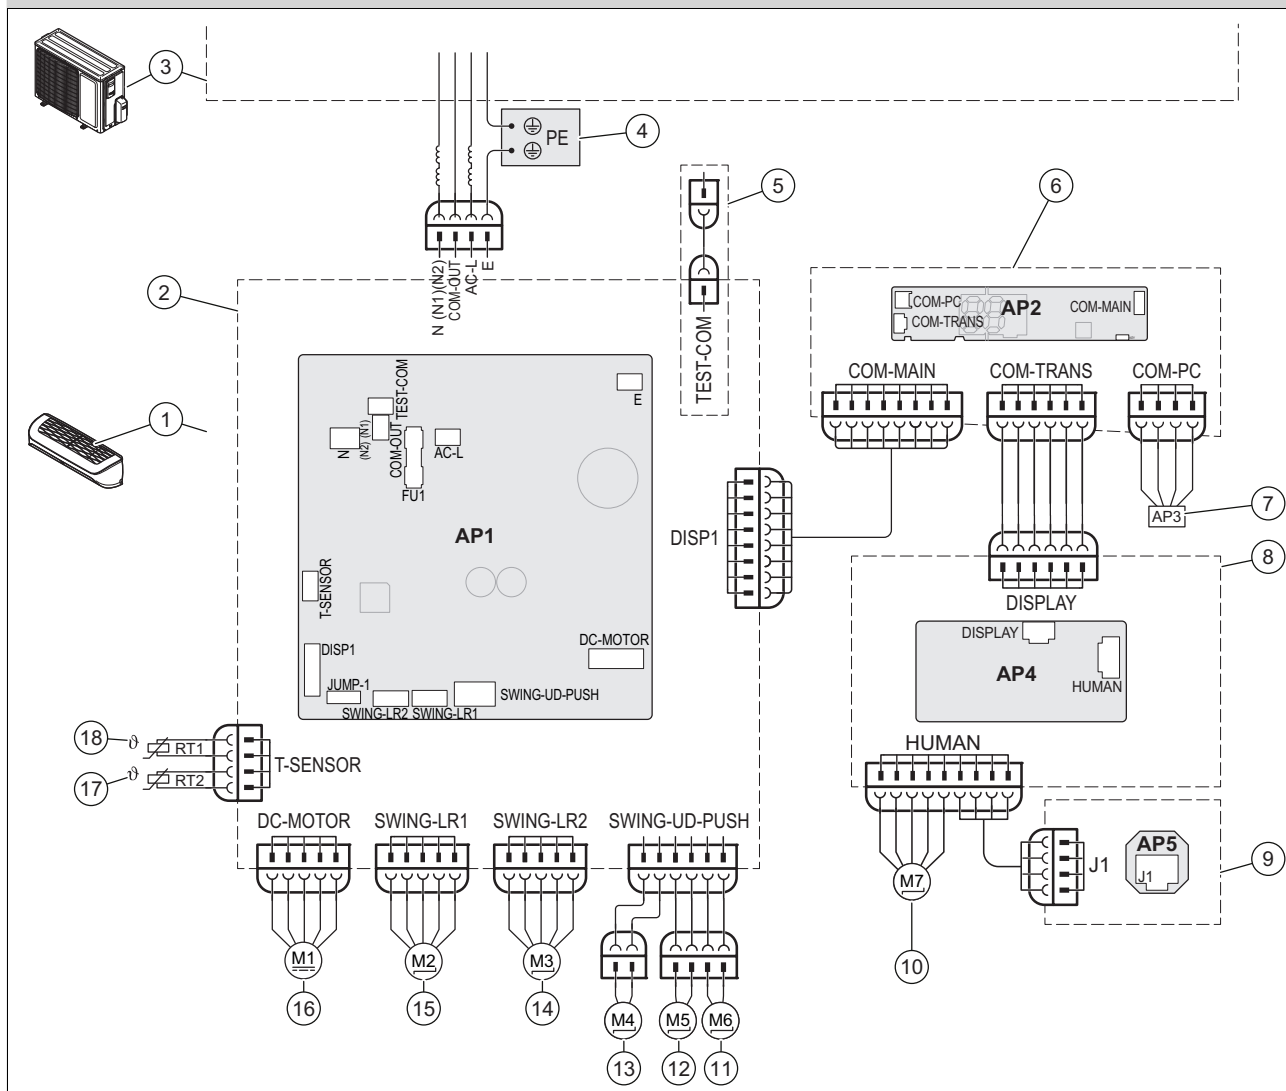 3
PE
4
5
6
2
N (N1)(N2)
COM-OUT
AC-L
E
TEST-COM
COM-PC
AP2
COM-MAIN
COM-TRANS
COM-MAIN
COM-TRANS
COM-PC
1
TEST-COM
E
N
(N2) (N1)
COM-OUT
AC-L
FU1
AP1
DISP1
AP3
7
8
T-SENSOR
DISPLAY
DISPLAY
AP4
HUMAN
DISP1
DC-MOTOR
JUMP-1
SWING-UD-PUSH
SWING-LR2
SWING-LR1
18
ϑ
RT1
17
ϑ
RT2
T-SENSOR
HUMAN
DC-MOTOR
SWING-LR1
SWING-LR2
SWING-UD-PUSH
J1
AP5
J1
9
M7
10
M1
M2
M3
16
15
14
M4
M5
M6
13
12
11